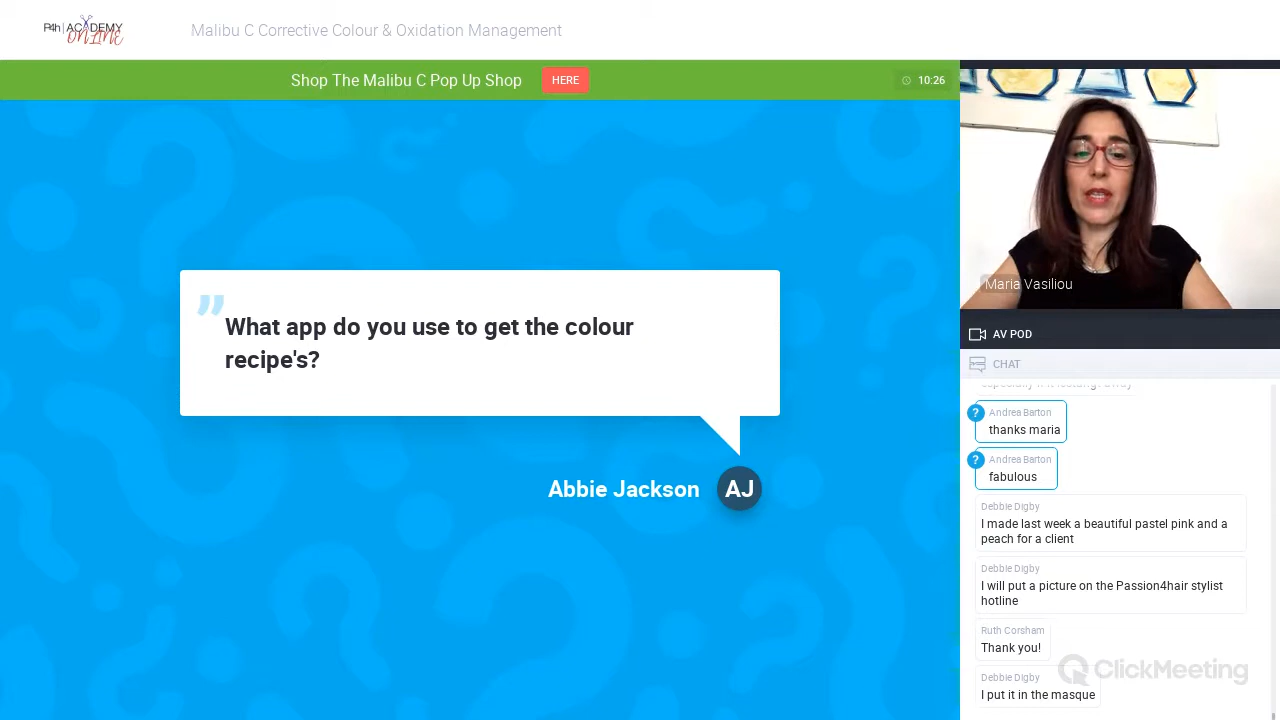 P4h | ACADEMY
ONLINE
Malibu C Corrective Colour & Oxidation Management
Shop The Malibu C Pop Up Shop
HERE
10:26
What app do you use to get the colour
recipe's?
Abbie Jackson
AJ
Maria Vasiliou
AV POD
CHAT
Andrea Barton
thanks maria
Andrea Barton
fabulous
Debbie Digby
I made last week a beautiful pastel pink and a
peach for a client
Debbie Digby
I will put a picture on the Passion4hair stylist
hotline
Ruth Corsham
Thank you!
ClickMeeting
Debbie Digby
I put it in the masque